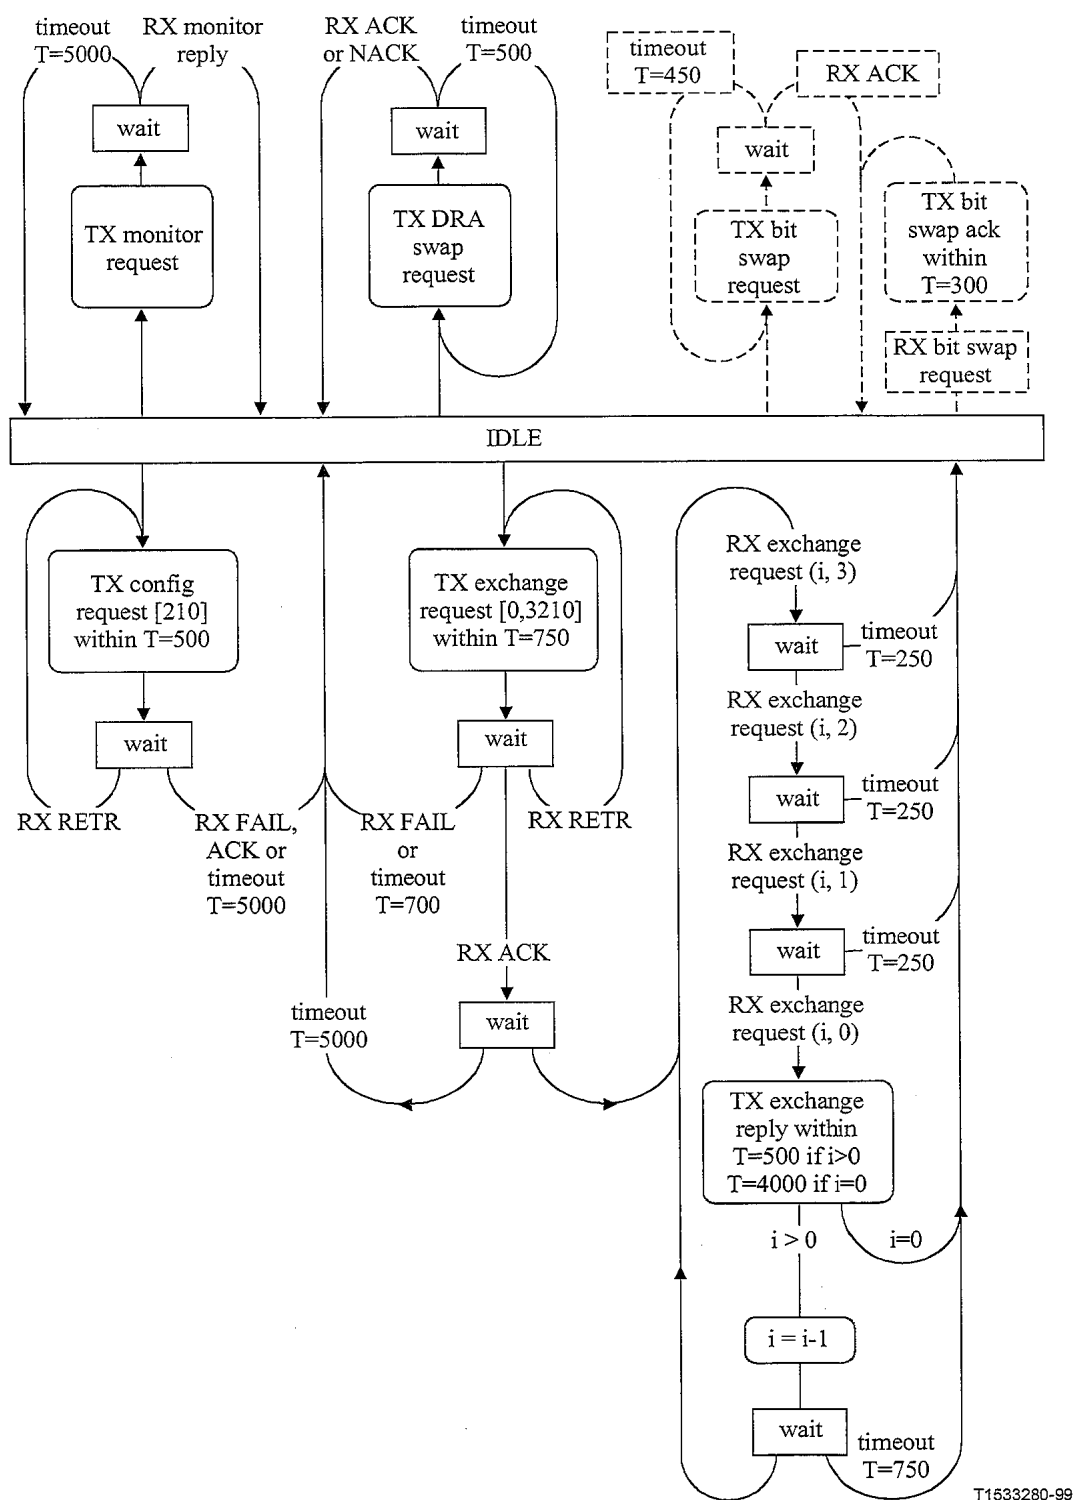 timeout
T=5000
RX monitor
reply
wait
TX monitor
request
RX ACK
or NACK
timeout
T=500
wait
TX DRA
swap
request
timeout
T=450
RX ACK
wait
TX bit
swap
request
TX bit
swap ack
within
T=300
RX bit swap
request
IDLE
TX config
request [210]
within T=500
wait
RX RETR
RX FAIL,
ACK or
timeout
T=5000
TX exchange
request [0,3210]
within T=750
wait
RX FAIL
or
timeout
T=700
RX RETR
RX ACK
wait
timeout
T=5000
RX exchange
request (i, 3)
wait
timeout
T=250
RX exchange
request (i, 2)
wait
timeout
T=250
RX exchange
request (i, 1)
wait
timeout
T=250
RX exchange
request (i, 0)
TX exchange
reply within
T=500 if i>0
T=4000 if i=0
i > 0
i=0
i = i-1
wait
timeout
T=750
T1533280-99